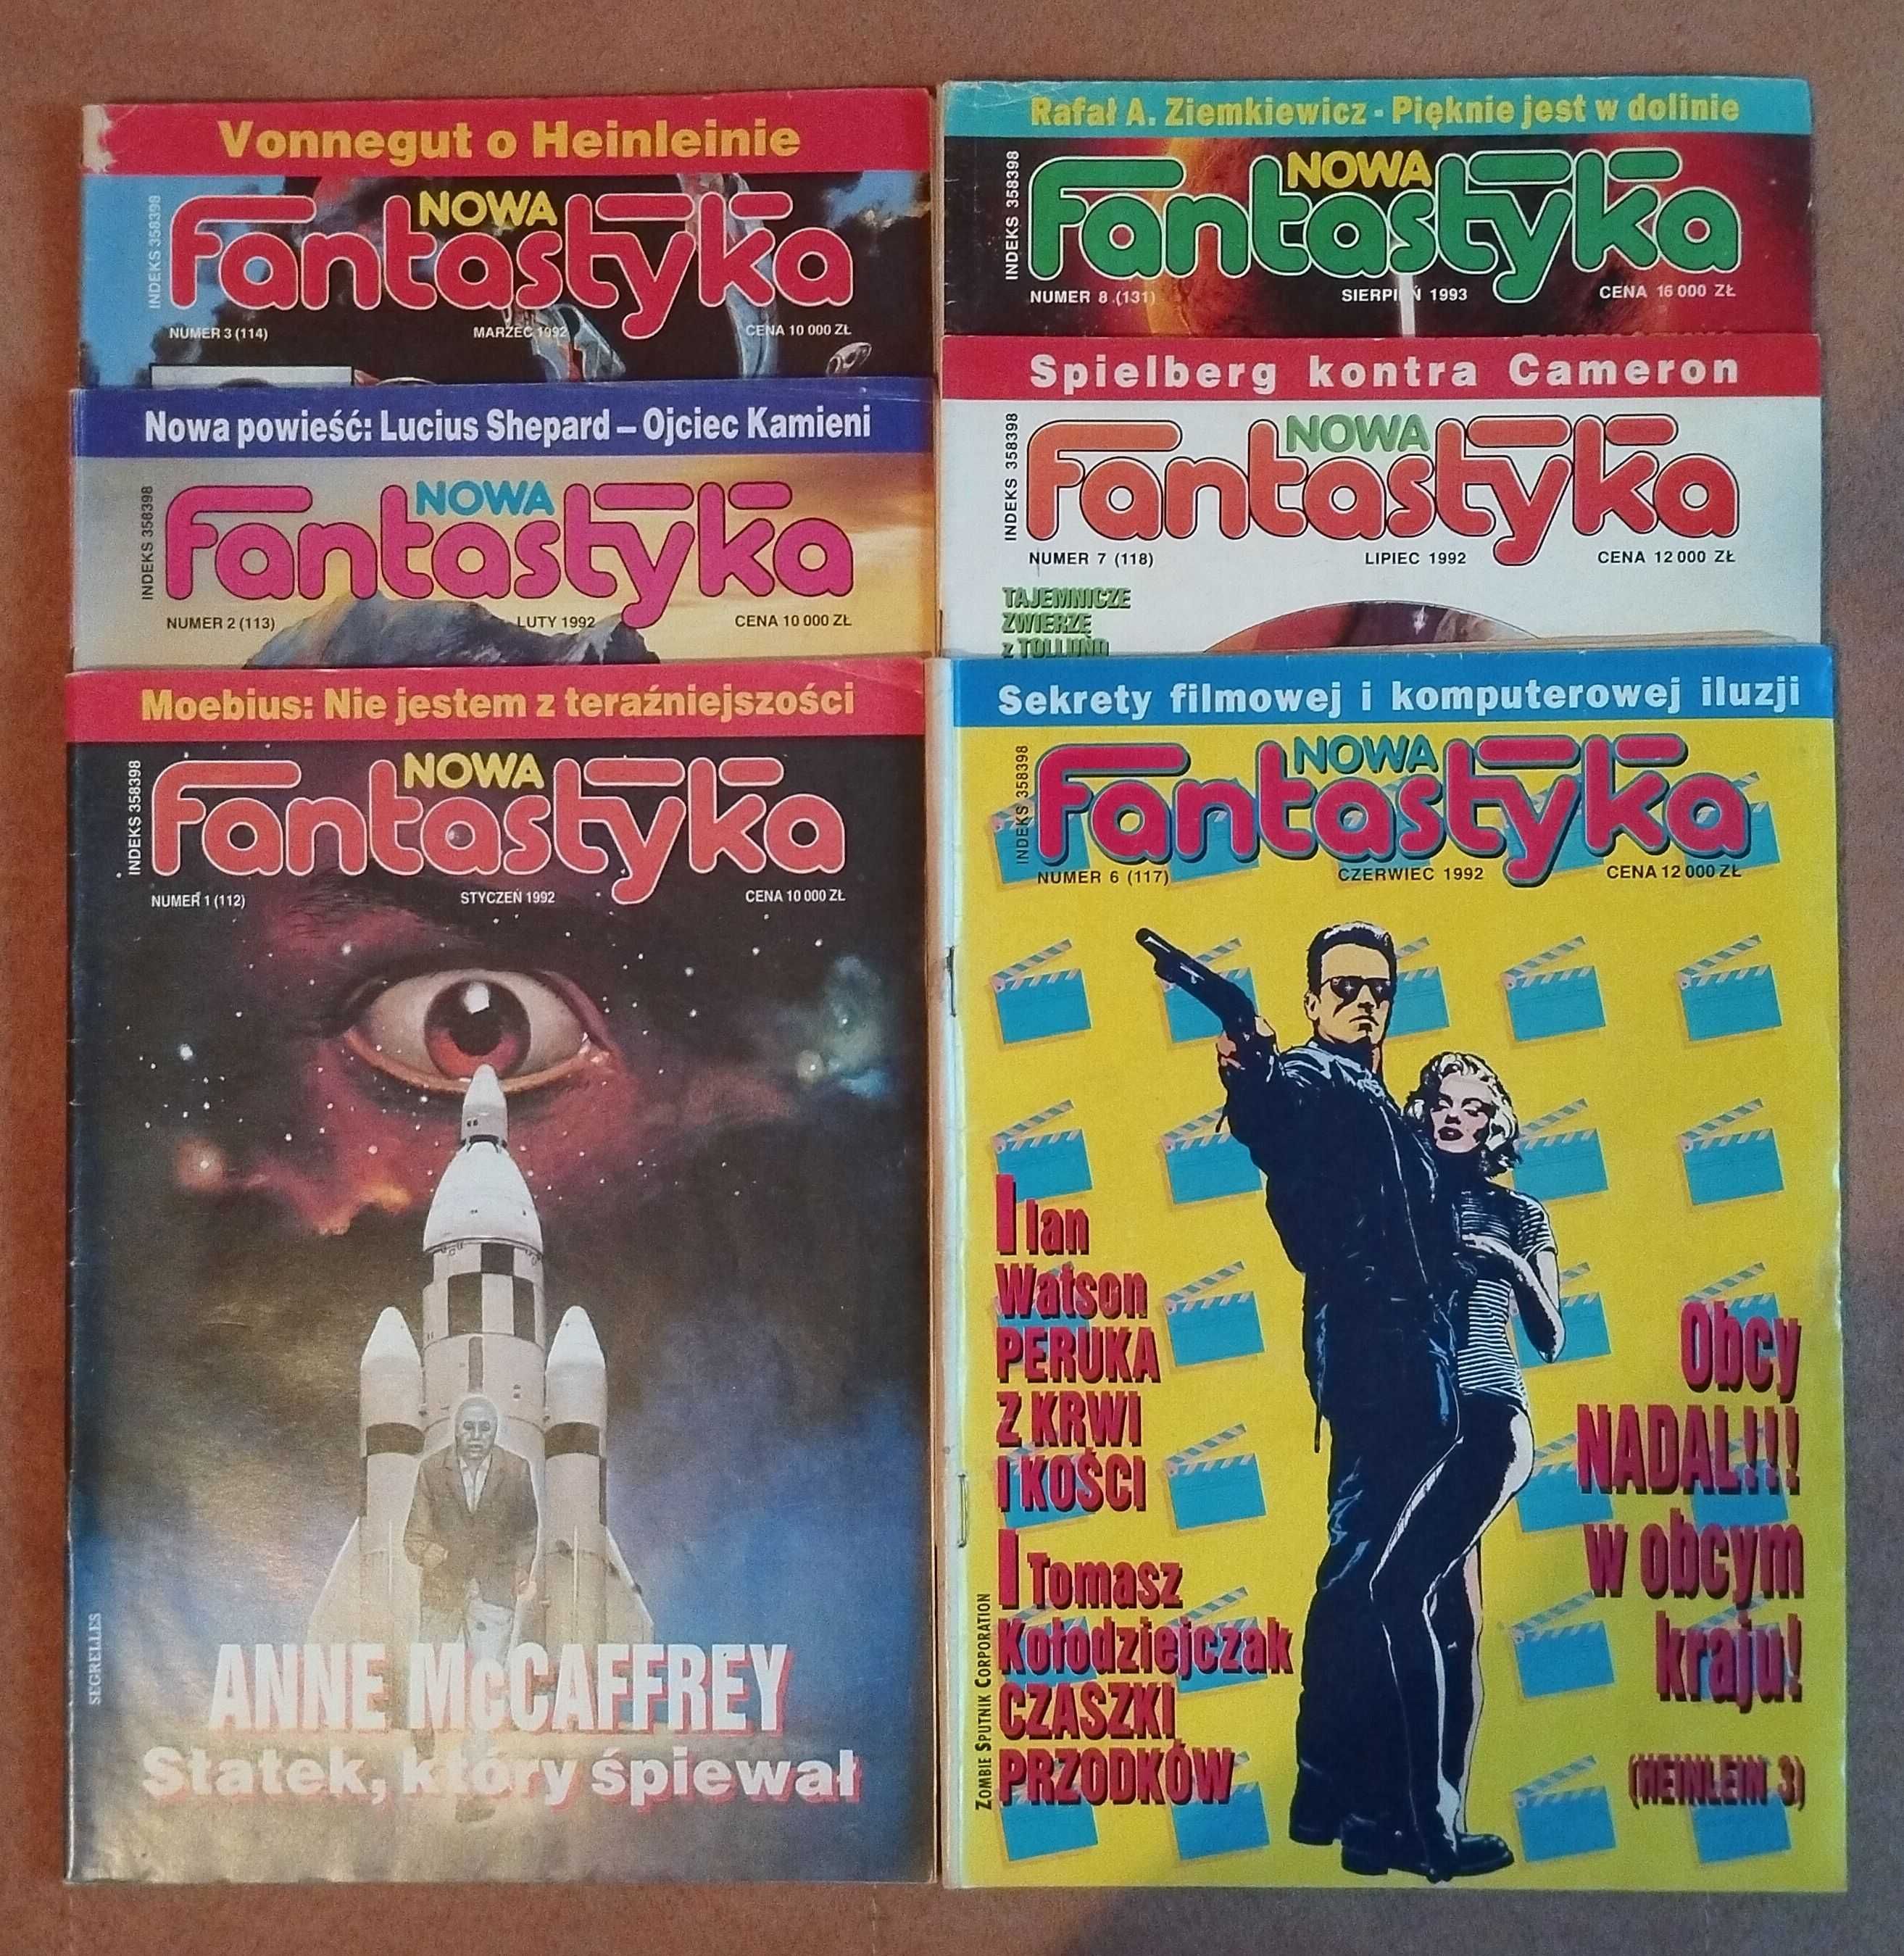 Vonnegut o Heinleinie
INDEKS 358398
NOWA
Fantastyka
NUMER 3 (114) MARZEC 1992 CENA 10 000 ZŁ
Nowa powieść: Lucius Shepard – Ojciec Kamieni
INDEKS 358398
NOWA
Fantastyka
NUMER 2 (113) LUTY 1992 CENA 10 000 ZŁ
Moebius: Nie jestem z teraźniejszości
INDEKS 358398
NOWA
Fantastyka
NUMER 1 (112) STYCZEŃ 1992 CENA 10 000 ZŁ
SEGRELLES
ANNE McCAFFREY
Statek, który śpiewał
Rafał A. Ziemkiewicz - Pięknie jest w dolinie
INDEKS 358398
NOWA
Fantastyka
NUMER 8 (131) SIERPIEŃ 1993 CENA 16 000 ZŁ
Spielberg kontra Cameron
INDEKS 358398
NOWA
Fantastyka
NUMER 7 (118) LIPIEC 1992 CENA 12 000 ZŁ
TAJEMNICZE
ZWIERZĘ
z TOLLUND
Sekrety filmowej i komputerowej iluzji
INDEKS 358398
NOWA
Fantastyka
NUMER 6 (117) CZERWIEC 1992 CENA 12 000 ZŁ
Ian
Watson
PERUKA
Z KRWI
I KOŚCI
Tomasz
Kołodziejczak
CZASZKI
PRZODKÓW
Obcy
NADAL!!!
w obcym
kraju!
(HEINLEIN 3)
ZOMBIE SPUTNIK CORPORATION